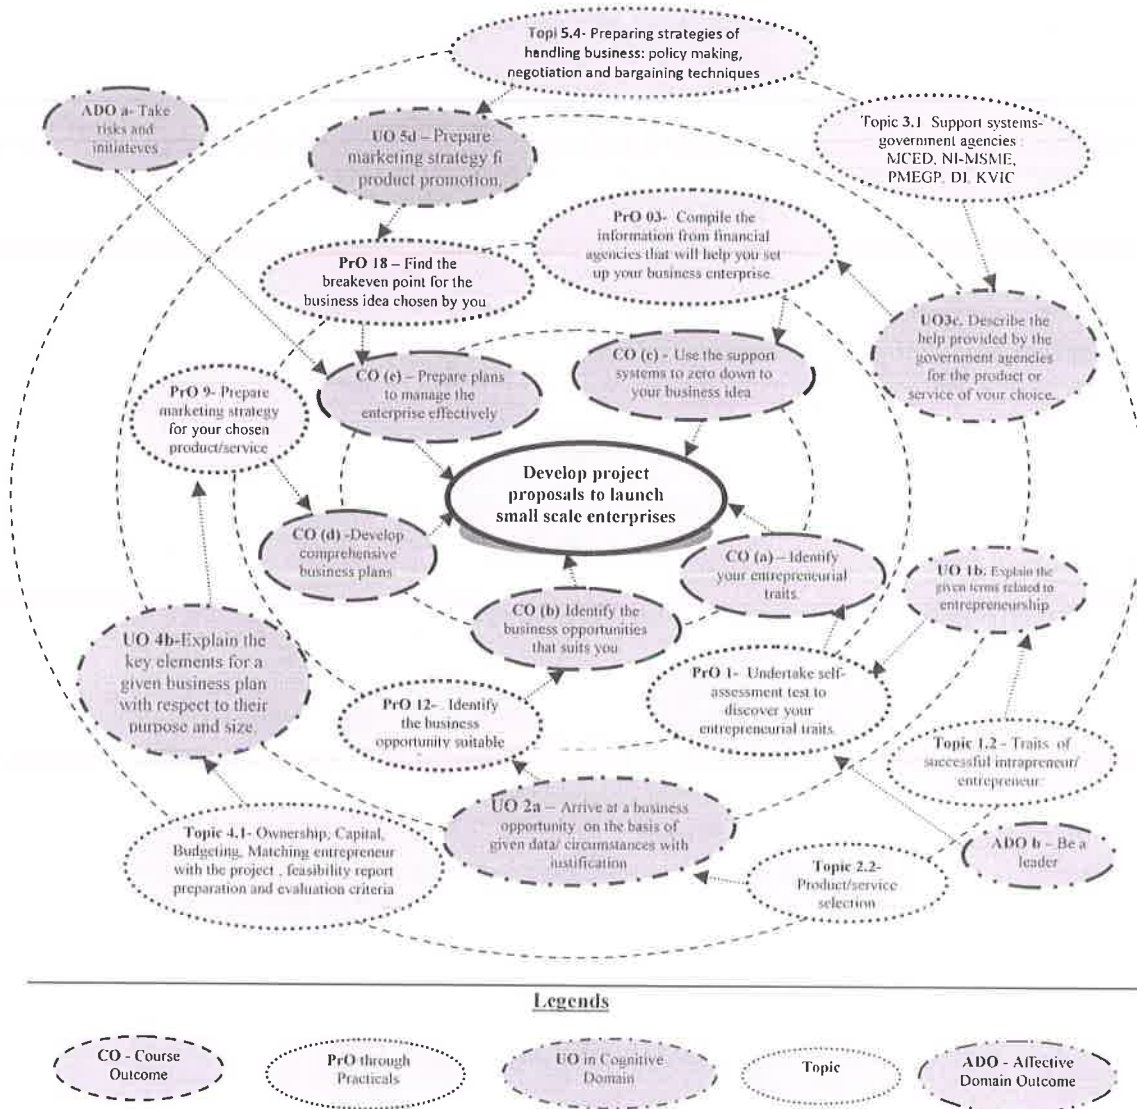 Topi 5.4- Preparing strategies of
handling business: policy making,
negotiation and bargaining techniques
ADO a- Take
risks and
initiateves
UO 5d – Prepare
marketing strategy f
product promotion.
Topic 3.1 Support systems-
government agencies :
MCED, NI-MSME,
PMEGP, DI, KVIC
PrO 03- Compile the
information from financial
agencies that will help you set
up your business enterprise.
PrO 18 – Find the
breakeven point for the
business idea chosen by you
UO3c. Describe the
help provided by the
government agencies
for the product or
service of your choice.
CO (e) – Prepare plans
to manage the
enterprise effectively
CO (c) - Use the support
systems to zero down to
your business idea
PrO 9- Prepare
marketing strategy
for your chosen
product/service
Develop project
proposals to launch
small scale enterprises
CO (d) -Develop
comprehensive
business plans
CO (a) – Identify
your entrepreneurial
traits.
UO 1b. Explain the
given terms related to
entrepreneurship
CO (b) Identify the
business opportunities
that suits you
UO 4b-Explain the
key elements for a
given business plan
with respect to their
purpose and size.
PrO 1- Undertake self-
assessment test to
discover your
entrepreneurial traits.
PrO 12- Identify
the business
opportunity suitable
Topic 1.2 - Traits of
successful intrapreneur/
entrepreneur
UO 2a – Arrive at a business
opportunity on the basis of
given data/ circumstances with
justification
Topic 4.1- Ownership, Capital,
Budgeting, Matching entrepreneur
with the project , feasibility report
preparation and evaluation criteria
ADO b – Be a
leader
Topic 2.2-
Product/service
selection
Legends
CO - Course
Outcome
PrO through
Practicals
UO in Cognitive
Domain
Topic
ADO - Affective
Domain Outcome